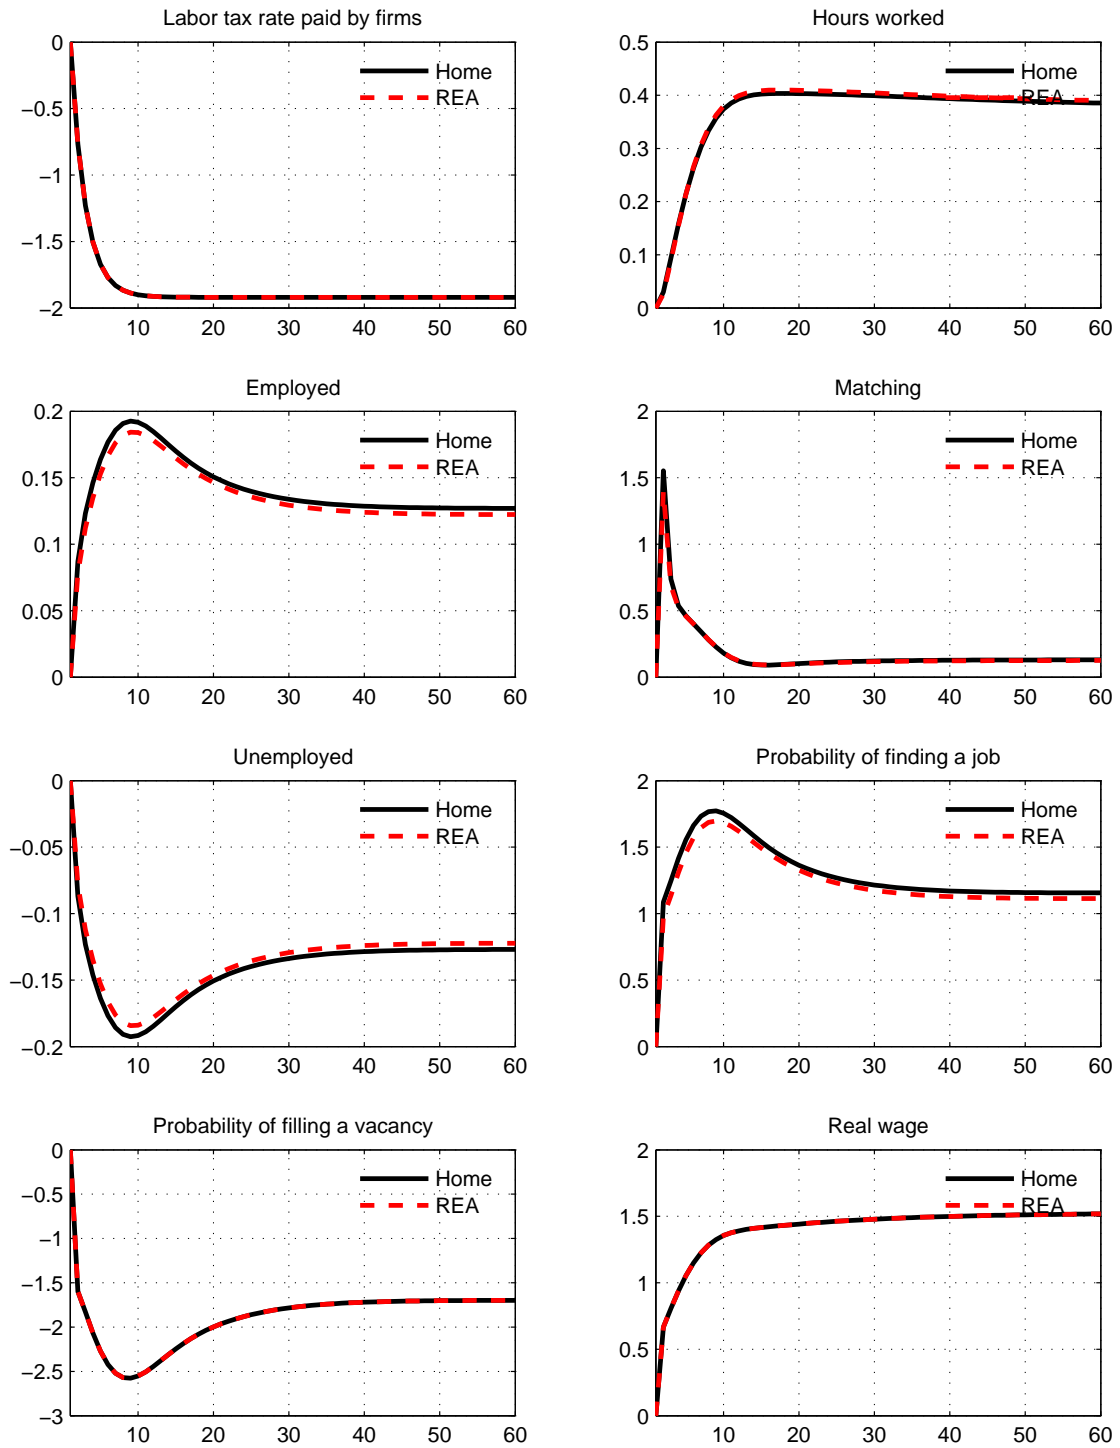 Labor tax rate paid by firms
0
−0.5
−1
−1.5
−2
10 20 30 40 50 60
Home
REA
Hours worked
0.5
0.4
0.3
0.2
0.1
0
10 20 30 40 50 60
Home
REA
Employed
0.2
0.15
0.1
0.05
0
10 20 30 40 50 60
Home
REA
Matching
2
1.5
1
0.5
0
10 20 30 40 50 60
Home
REA
Unemployed
0
−0.05
−0.1
−0.15
−0.2
10 20 30 40 50 60
Home
REA
Probability of finding a job
2
1.5
1
0.5
0
10 20 30 40 50 60
Home
REA
Probability of filling a vacancy
0
−0.5
−1
−1.5
−2
−2.5
−3
10 20 30 40 50 60
Home
REA
Real wage
2
1.5
1
0.5
0
10 20 30 40 50 60
Home
REA